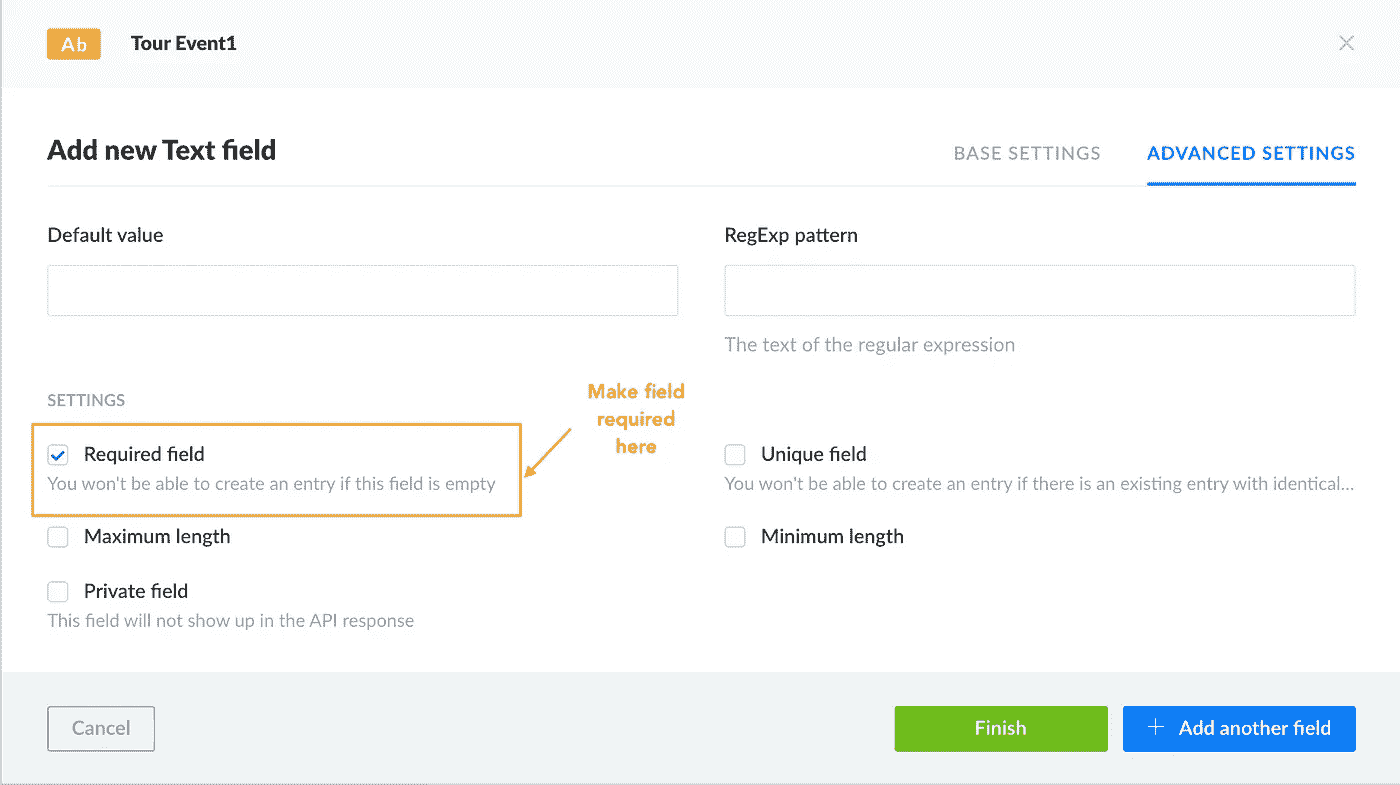 Ab Tour Event1
Add new Text field
BASE SETTINGS
ADVANCED SETTINGS
Default value
RegExp pattern
The text of the regular expression
Make field
required
here
SETTINGS
Required field
You won't be able to create an entry if this field is empty
Unique field
You won't be able to create an entry if there is an existing entry with identical...
Maximum length
Minimum length
Private field
This field will not show up in the API response
Cancel
Finish
+ Add another field